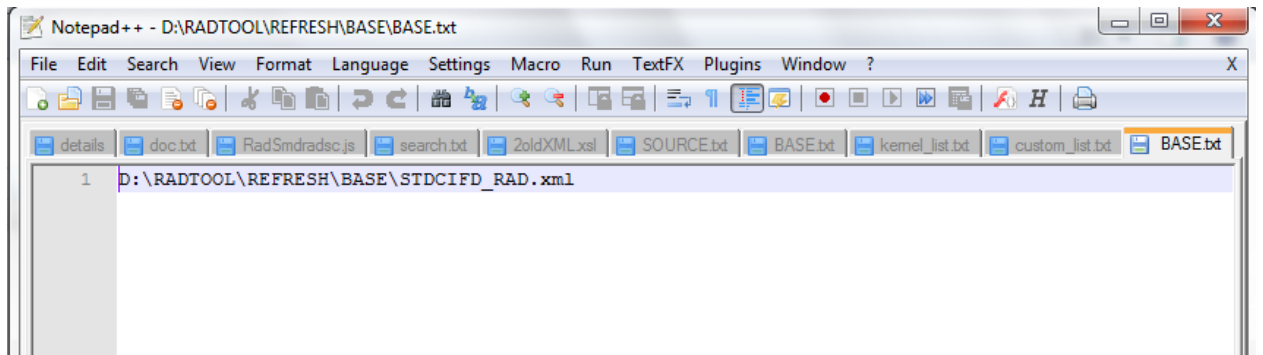 Notepad++ - D:\RADTOOL\REFRESH\BASE\BASE.txt
File Edit Search View Format Language Settings Macro Run TextFX Plugins Window ? X
details doc.txt RadSmdradsc.js search.txt 2oldXML.xsl SOURCE.txt BASE.txt kernel_list.txt custom_list.txt BASE.txt
1 D:\RADTOOL\REFRESH\BASE\STDCIFD_RAD.xml